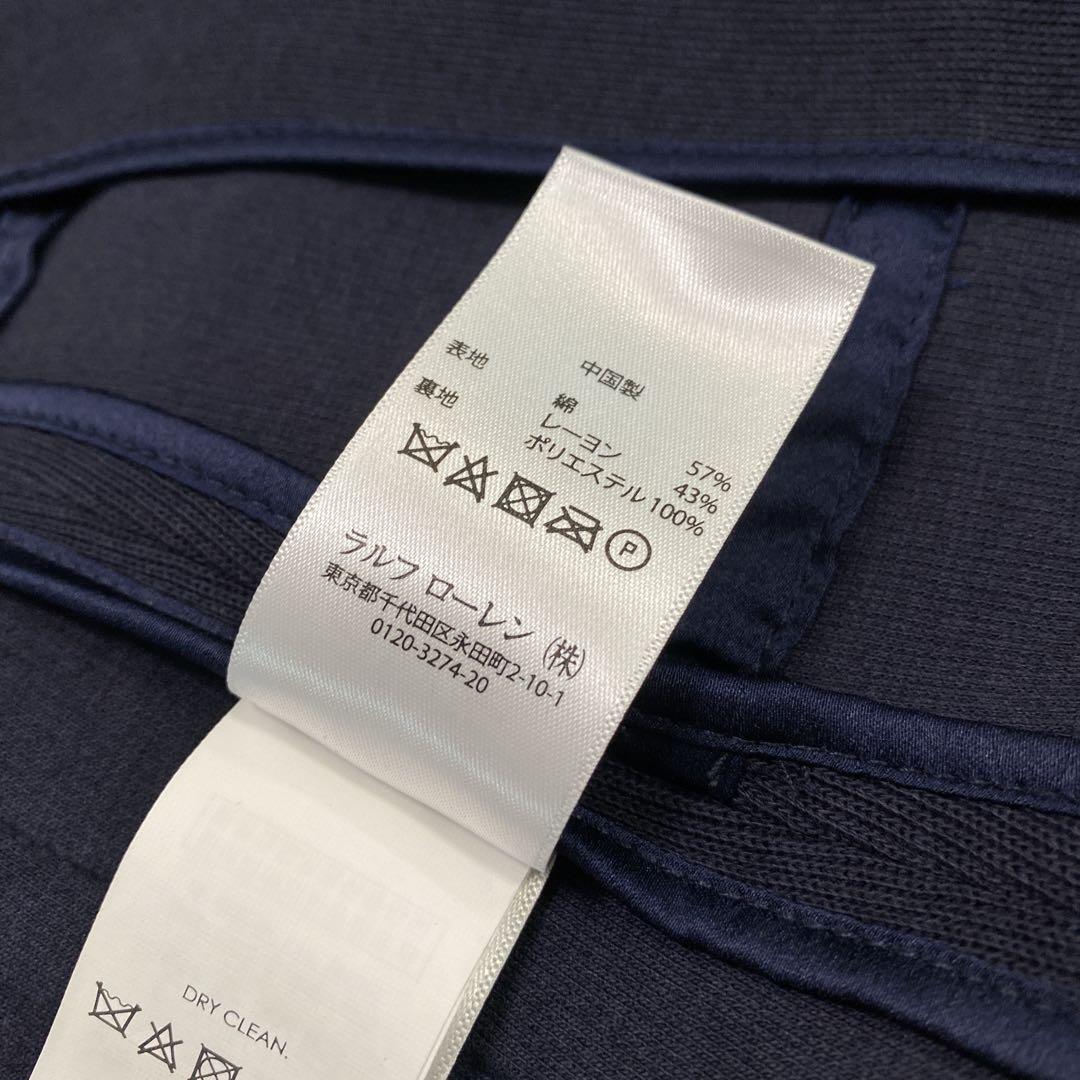 中国製
表地 綿 57%
レーヨン 43%
裏地 ポリエステル 100%
P
ラルフ ローレン (株)
東京都千代田区永田町2-10-1
0120-3274-20
DRY CLEAN.